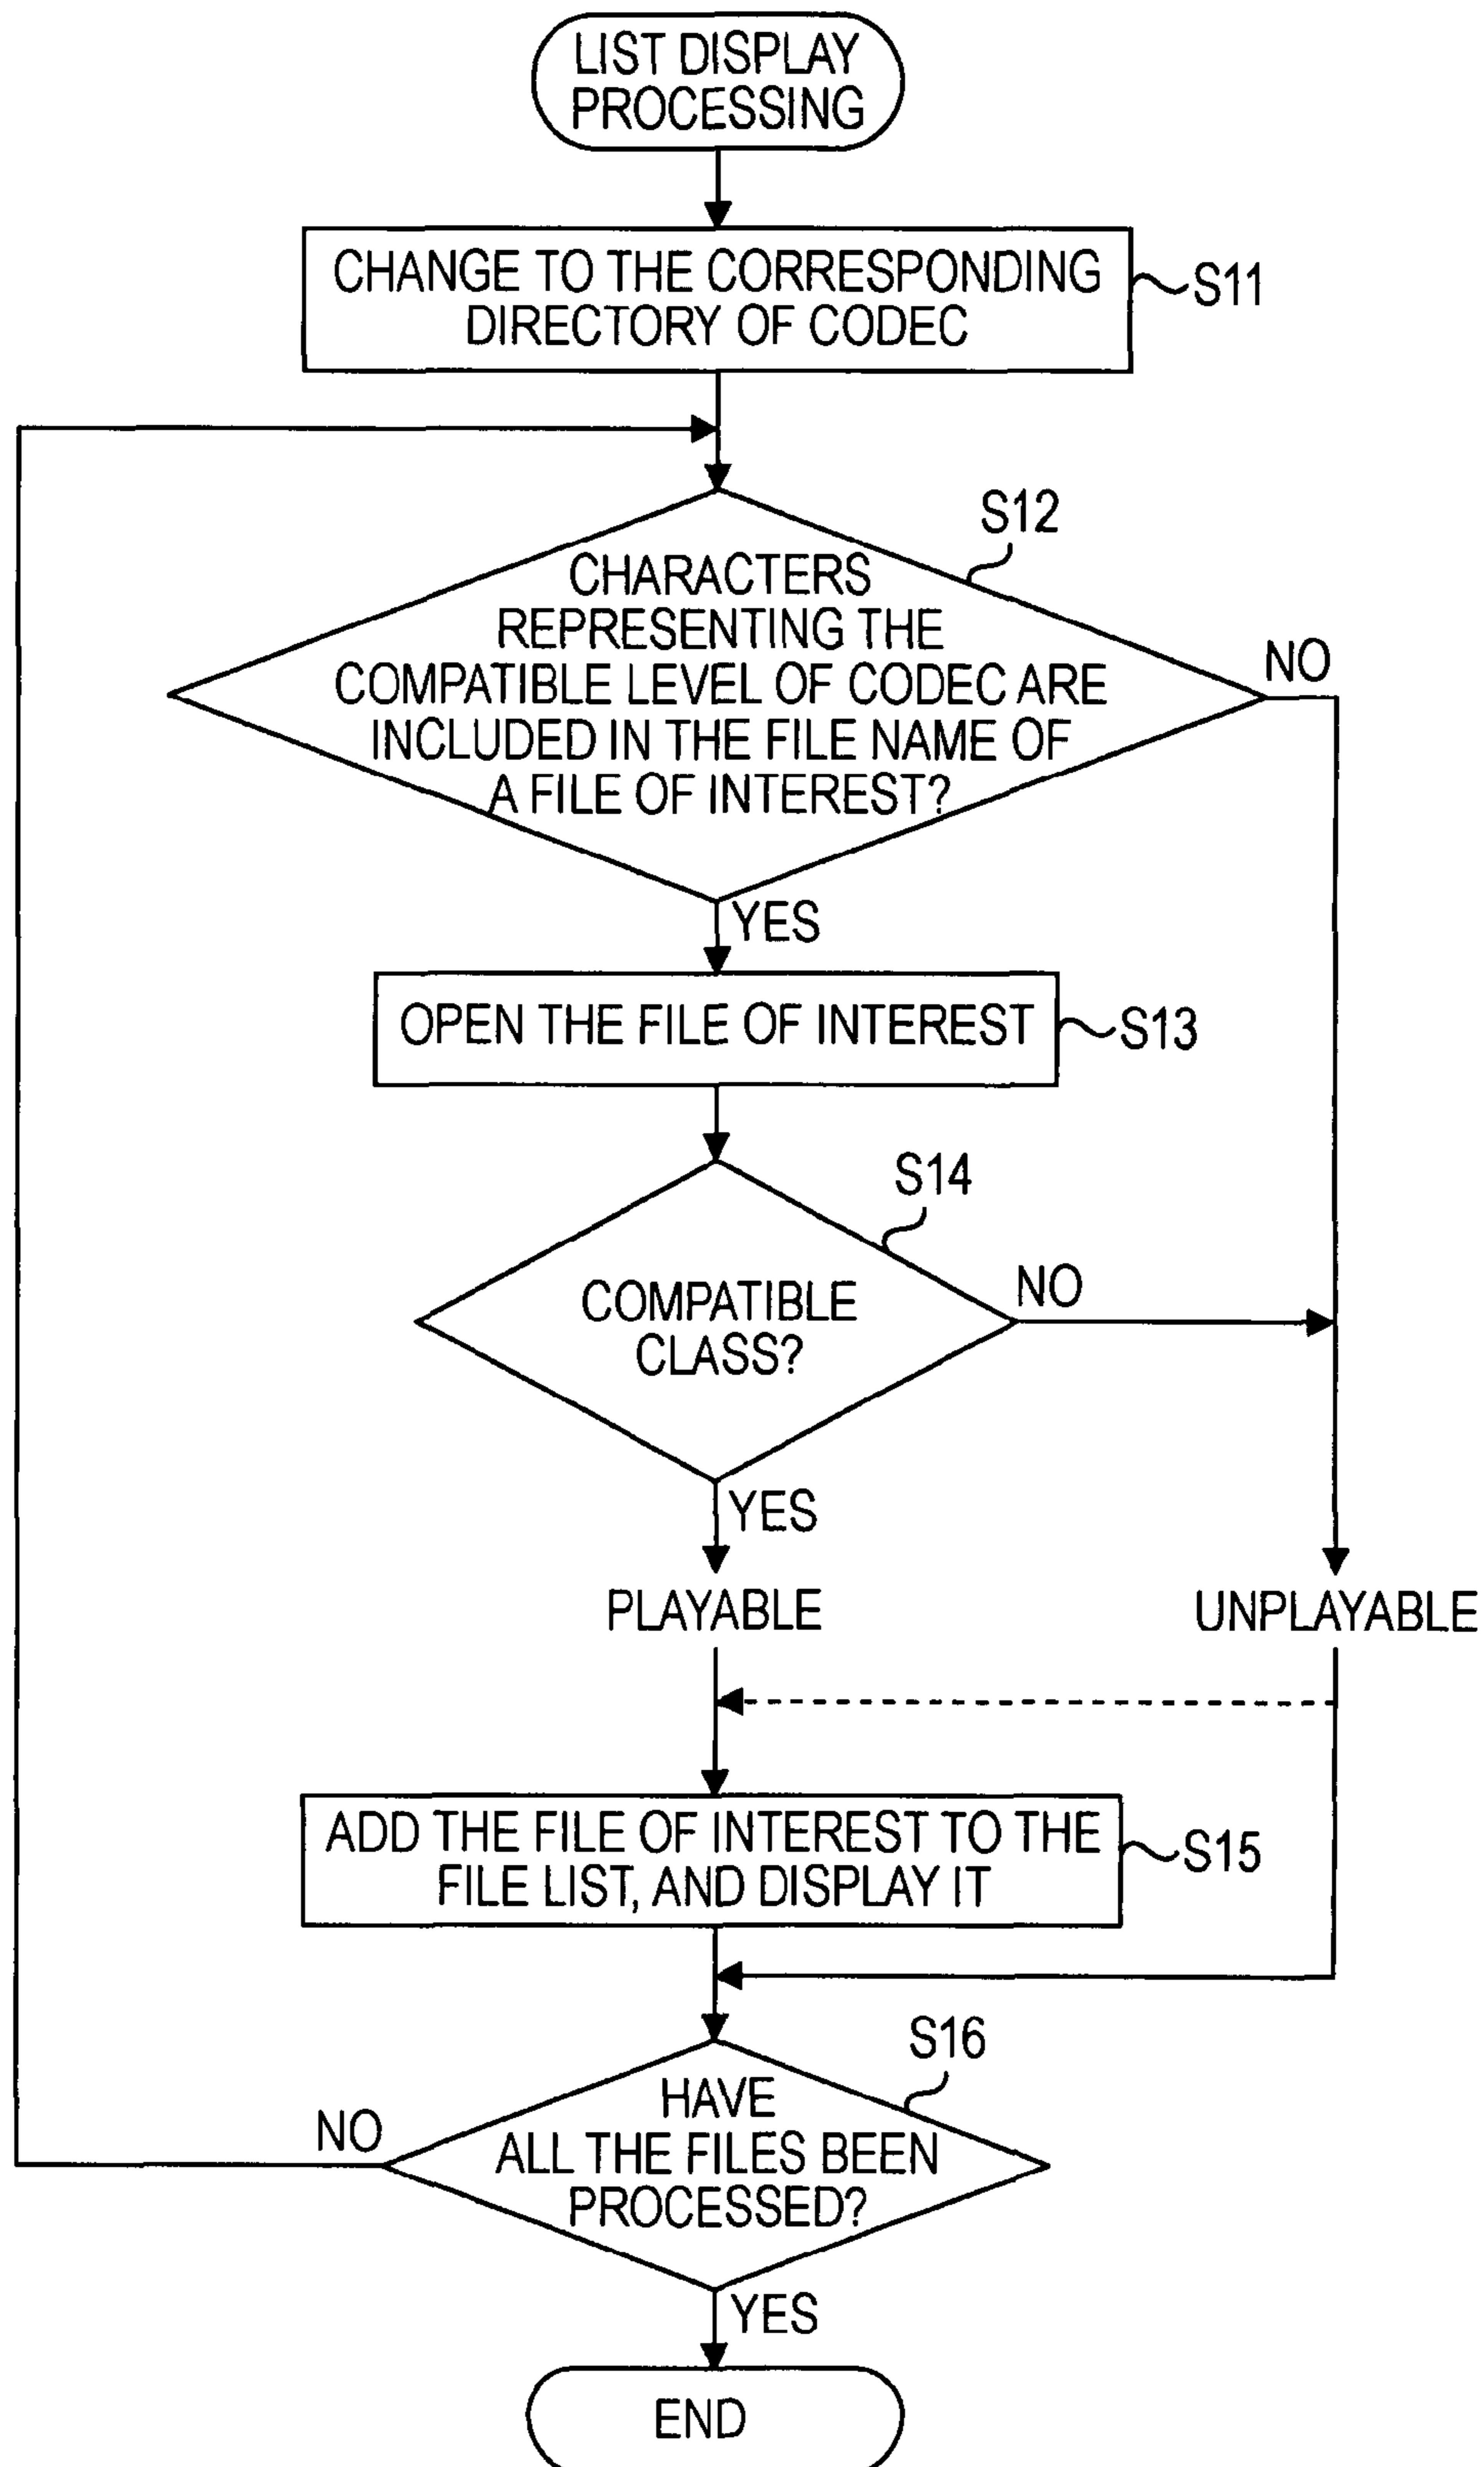 LIST DISPLAY
PROCESSING
CHANGE TO THE CORRESPONDING
DIRECTORY OF CODEC
S11
S12
CHARACTERS
REPRESENTING THE
COMPATIBLE LEVEL OF CODEC ARE
INCLUDED IN THE FILE NAME OF
A FILE OF INTEREST?
NO
YES
OPEN THE FILE OF INTEREST
S13
S14
COMPATIBLE
CLASS?
NO
YES
PLAYABLE
UNPLAYABLE
ADD THE FILE OF INTEREST TO THE
FILE LIST, AND DISPLAY IT
S15
S16
HAVE
ALL THE FILES BEEN
PROCESSED?
NO
YES
END